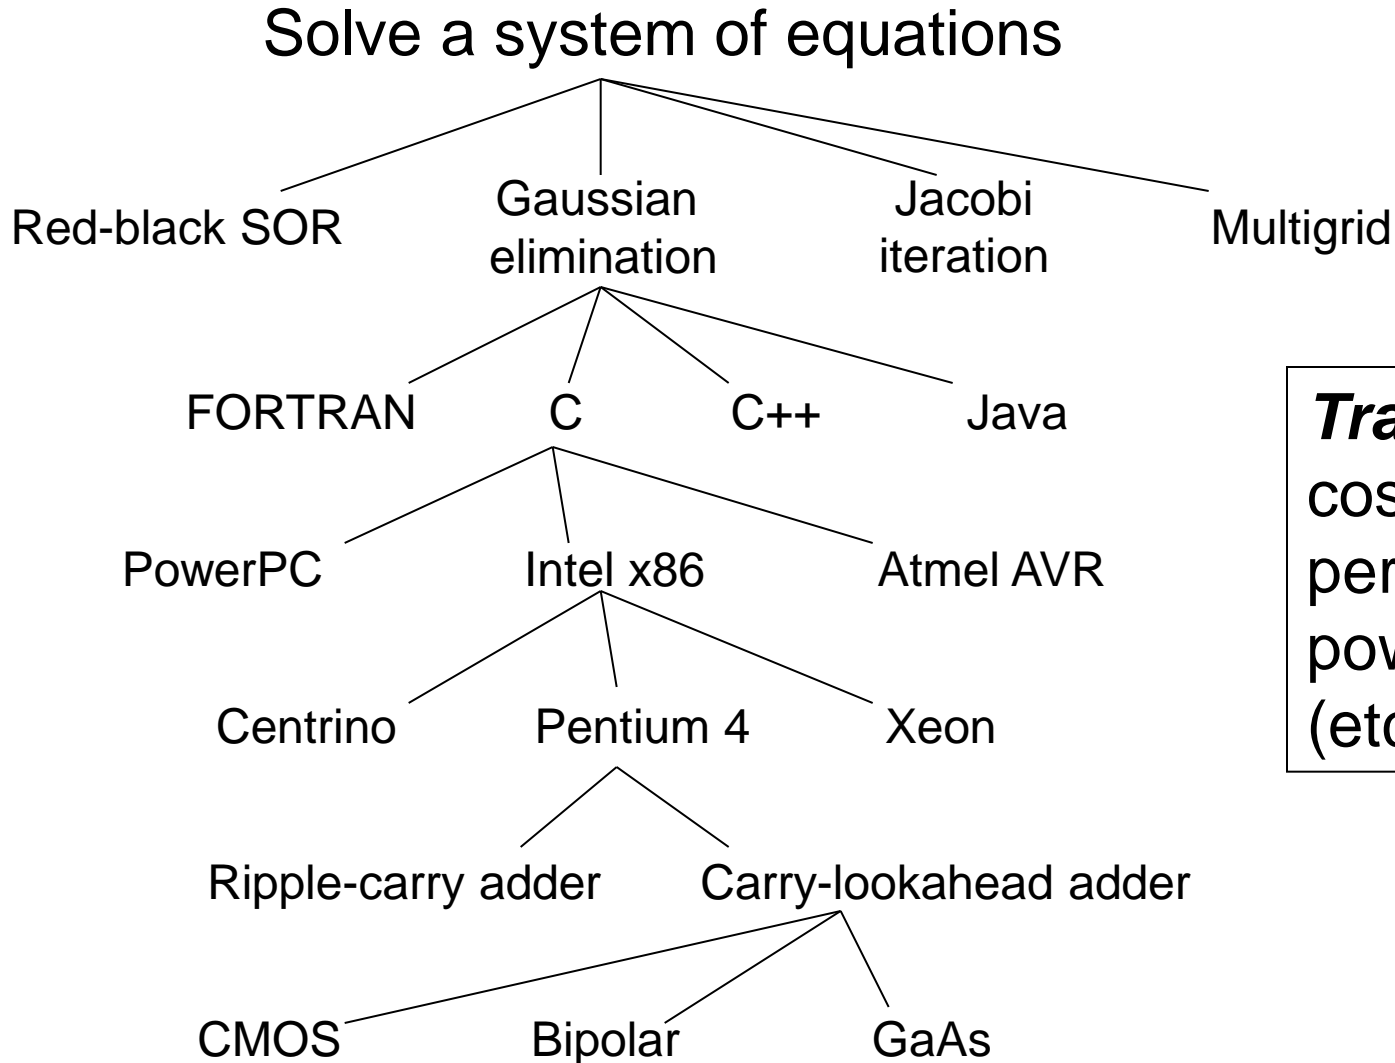 Solve a system of equations
Red-black SOR
Gaussian
elimination
Jacobi
iteration
Multigrid
FORTRAN
C
C++
Java
PowerPC
Intel x86
Atmel AVR
Centrino
Pentium 4
Xeon
Ripple-carry adder
Carry-lookahead adder
CMOS
Bipolar
GaAs